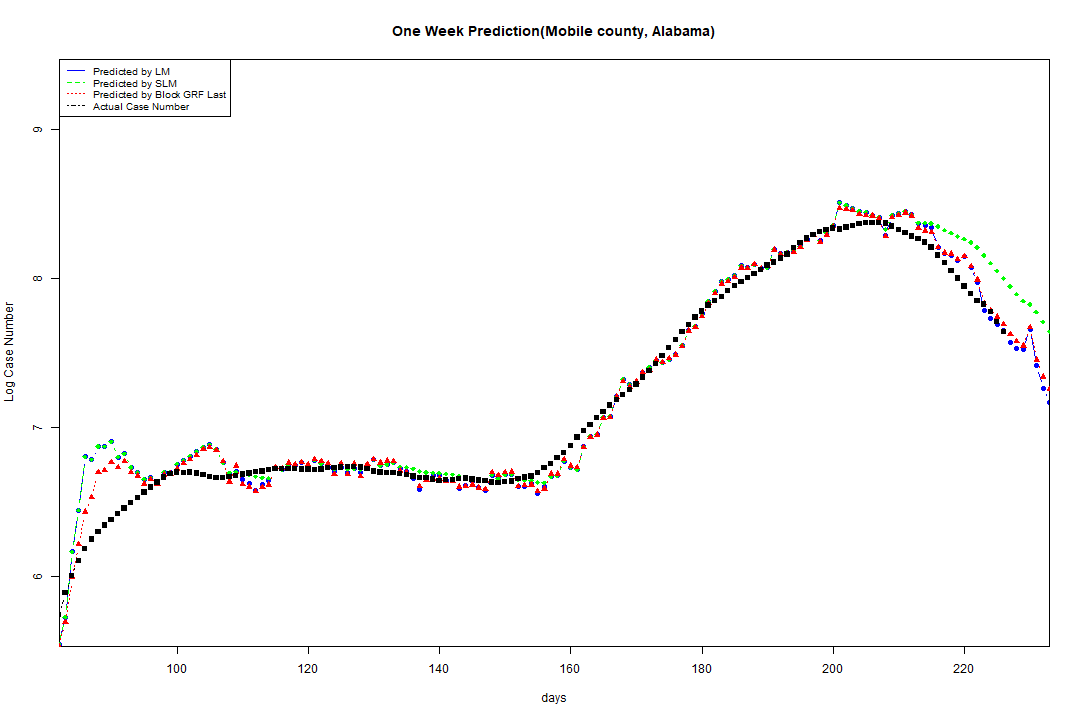 One Week Prediction(Mobile county, Alabama)
Predicted by LM
Predicted by SLM
Predicted by Block GRF Last
Actual Case Number
9
8
7
6
Log Case Number
100 120 140 160 180 200 220
days